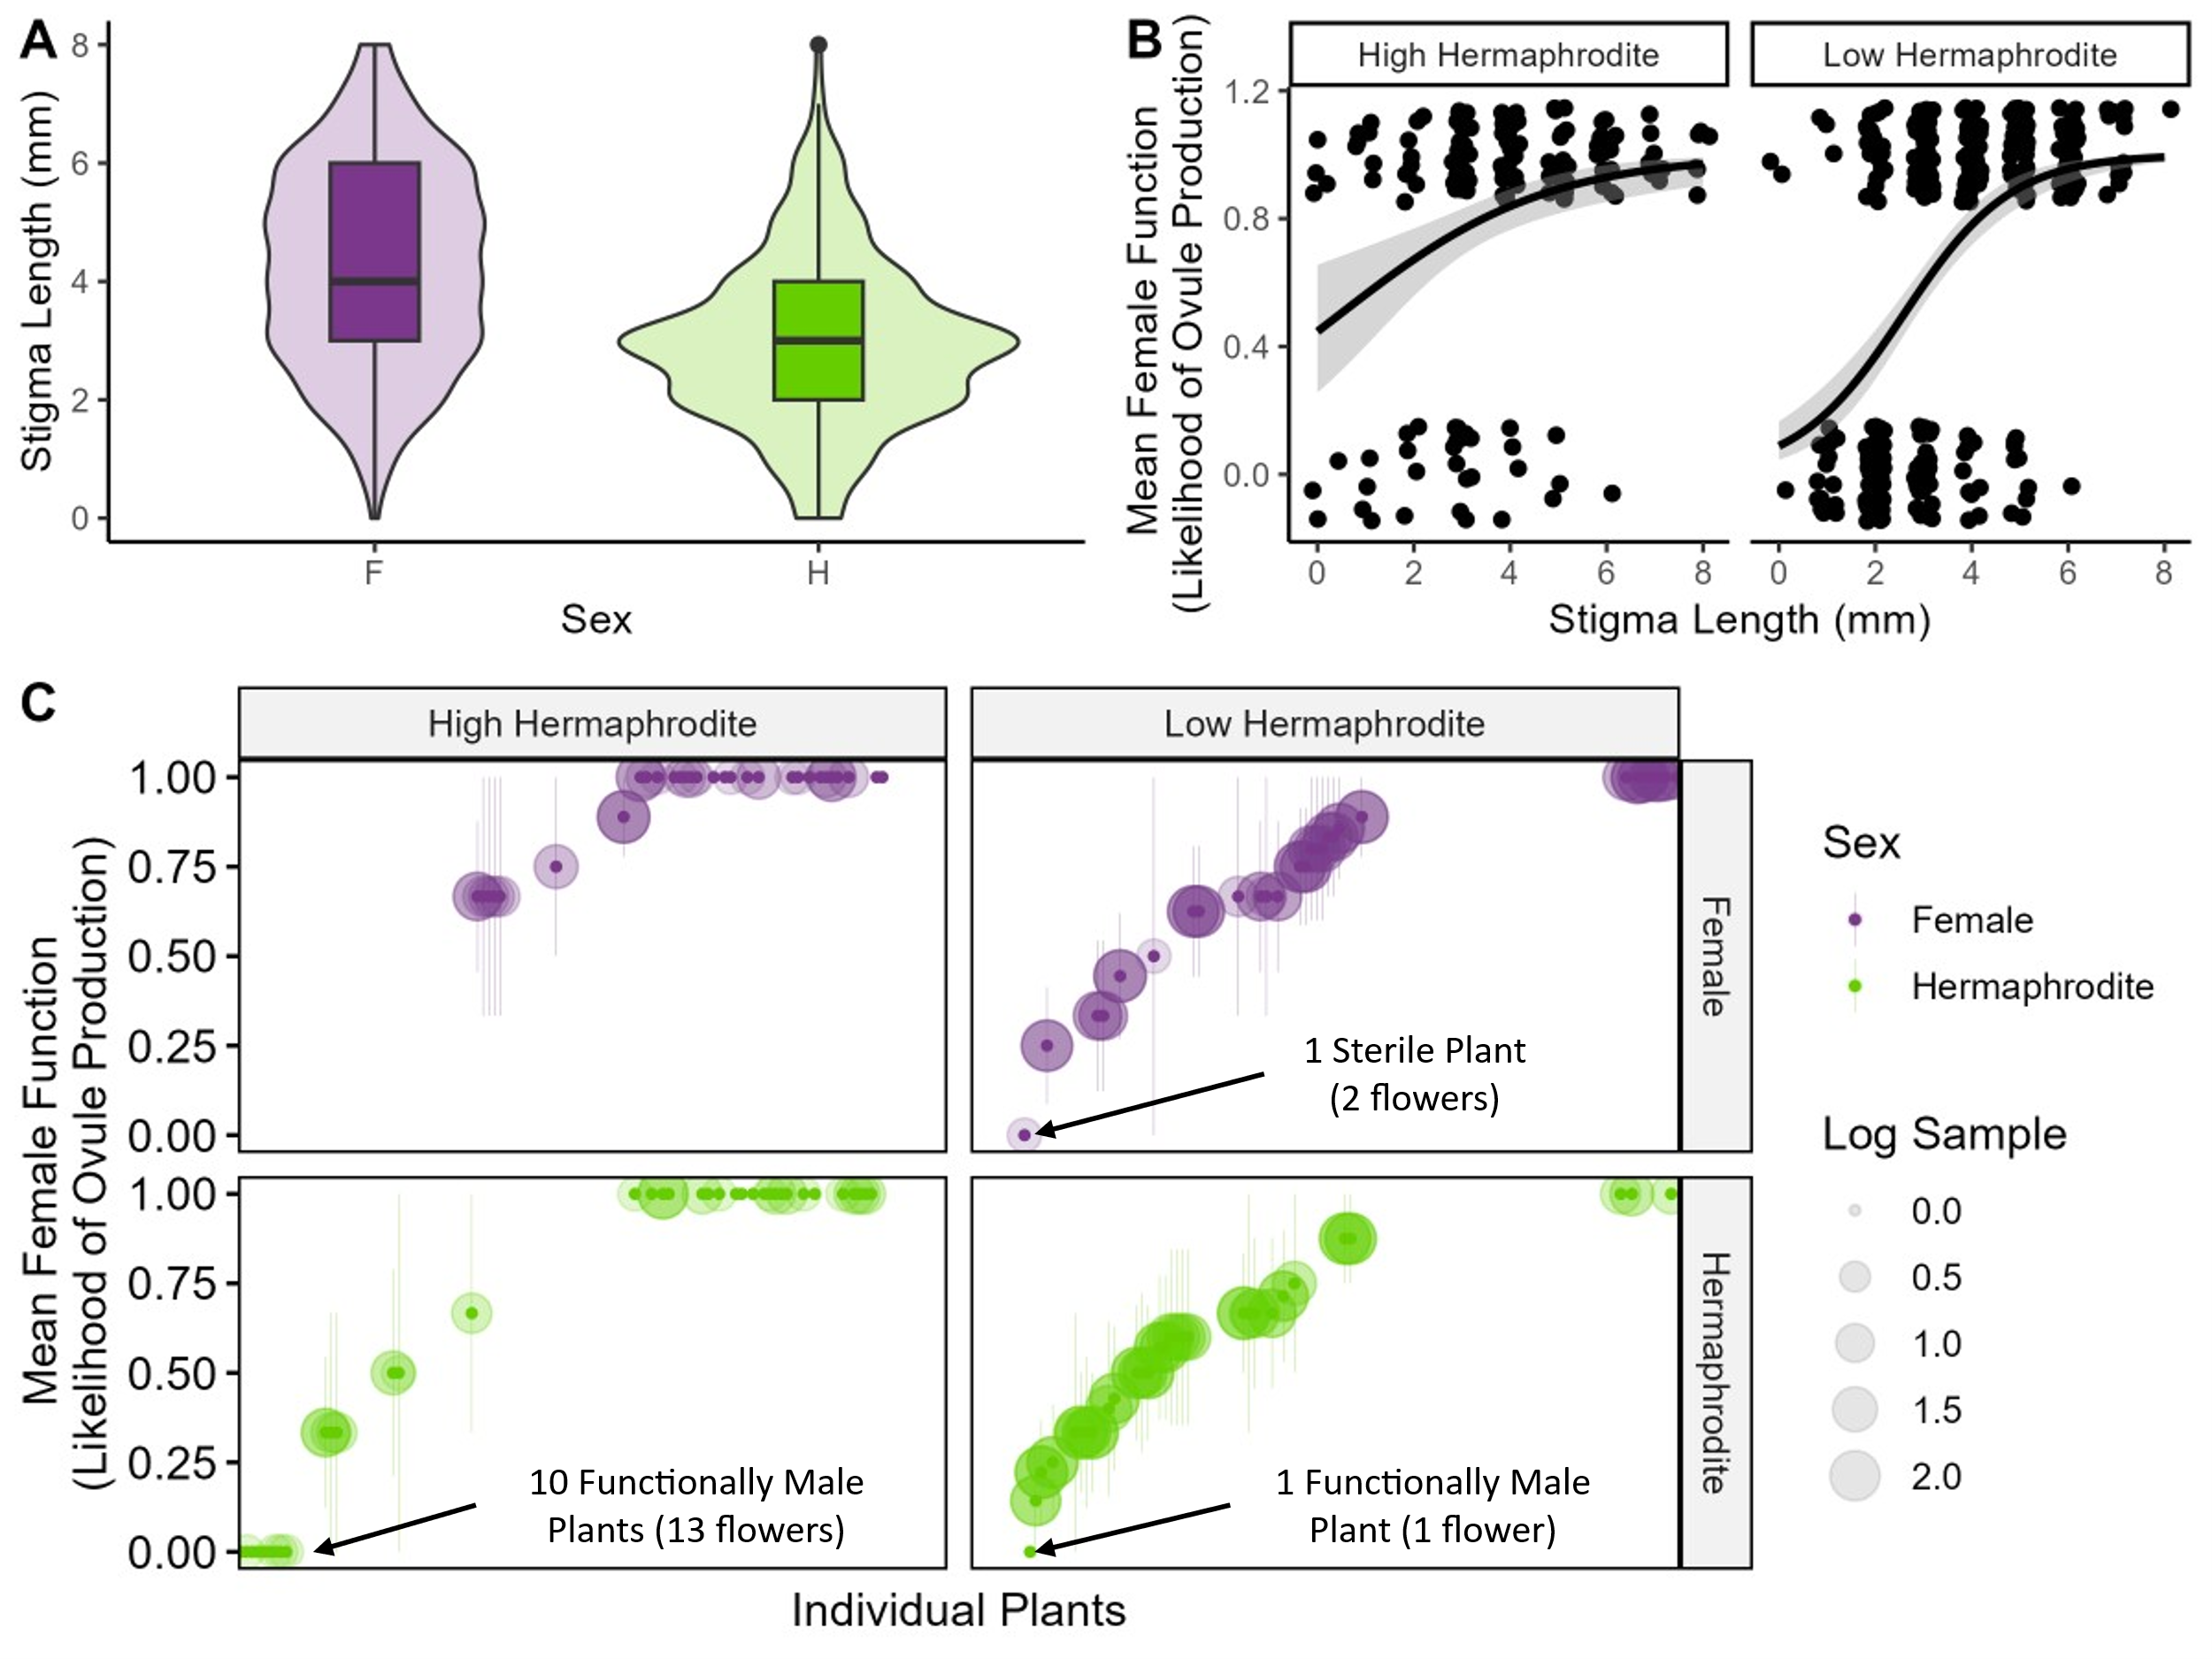 A
Stigma Length (mm)
8
6
4
2
0
F
H
Sex
B
Mean Female Function
(Likelihood of Ovule Production)
High Hermaphrodite
Low Hermaphrodite
1.2
0.8
0.4
0.0
0 2 4 6 8
0 2 4 6 8
Stigma Length (mm)
C
Mean Female Function
(Likelihood of Ovule Production)
High Hermaphrodite
Low Hermaphrodite
1.00
0.75
0.50
0.25
0.00
1 Sterile Plant
(2 flowers)
Female
1.00
0.75
0.50
0.25
0.00
10 Functionally Male
Plants (13 flowers)
1 Functionally Male
Plant (1 flower)
Hermaphrodite
Individual Plants
Sex
Female
Hermaphrodite
Log Sample
0.0
0.5
1.0
1.5
2.0